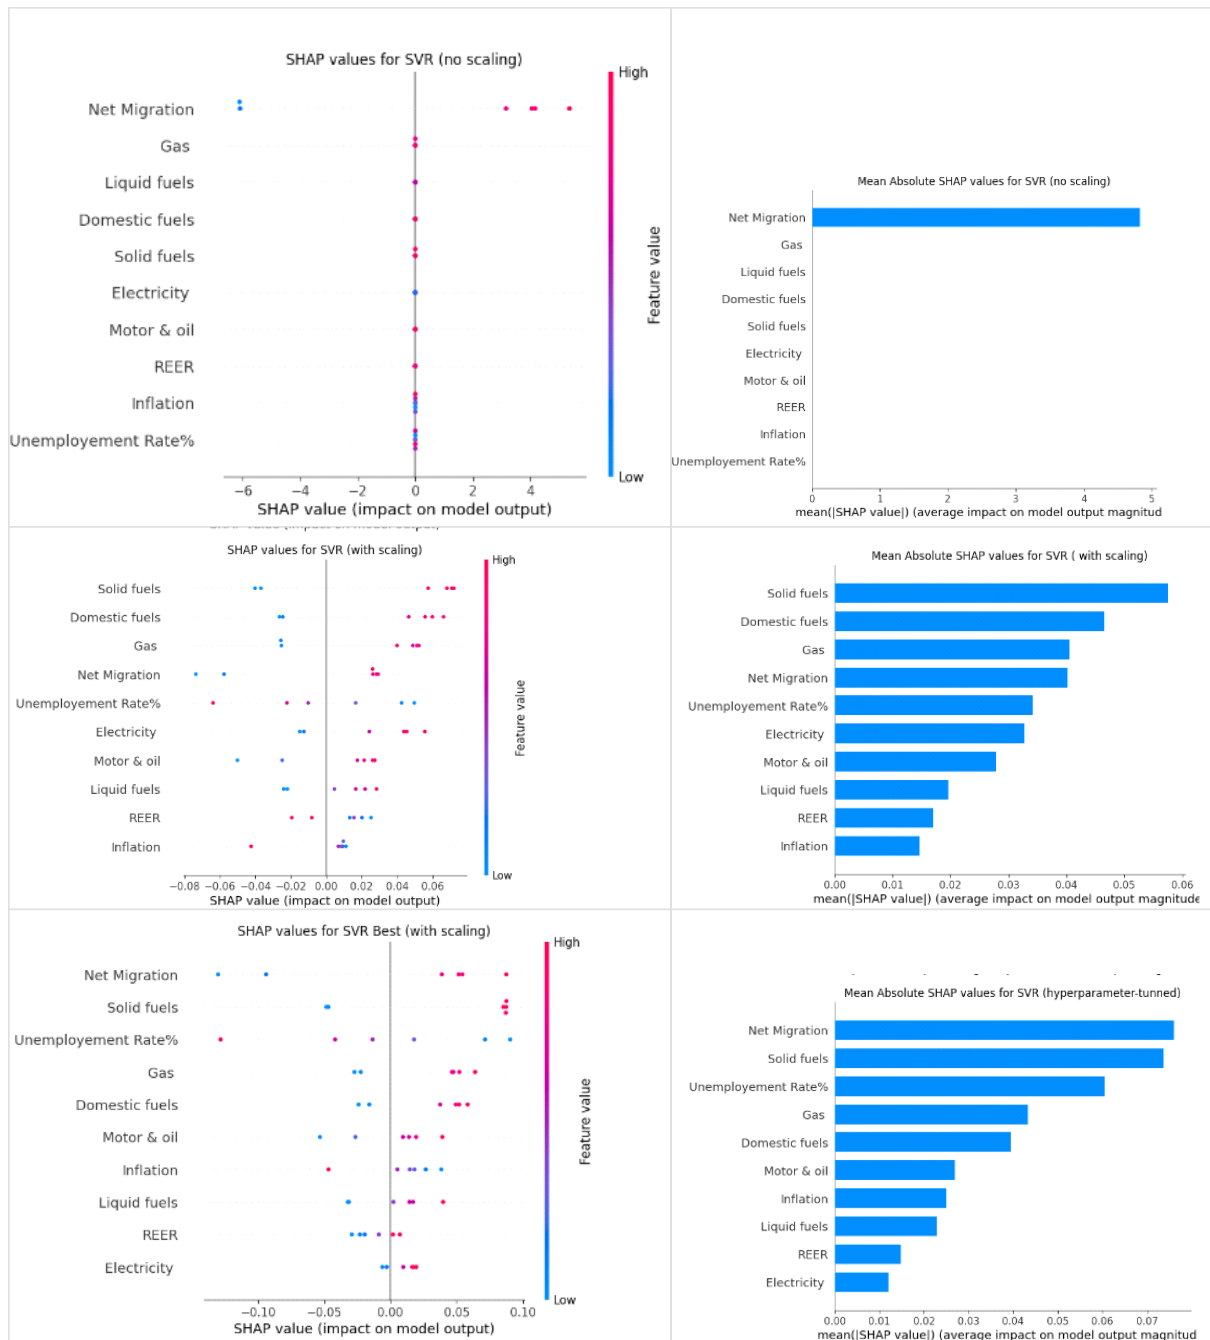 SHAP values for SVR (no scaling)
High
Net Migration
Gas
Liquid fuels
Domestic fuels
Solid fuels
Electricity
Motor & oil
REER
Inflation
Unemployement Rate%
Feature value
Low
−6 −4 −2 0 2 4
SHAP value (impact on model output)
Mean Absolute SHAP values for SVR (no scaling)
Net Migration
Gas
Liquid fuels
Domestic fuels
Solid fuels
Electricity
Motor & oil
REER
Inflation
Unemployement Rate%
0 1 2 3 4 5
mean(|SHAP value|) (average impact on model output magnitud
SHAP value (impact on model output)
SHAP values for SVR (with scaling)
High
Solid fuels
Domestic fuels
Gas
Net Migration
Unemployement Rate%
Electricity
Motor & oil
Liquid fuels
REER
Inflation
Feature value
Low
−0.08 −0.06 −0.04 −0.02 0.00 0.02 0.04 0.06
SHAP value (impact on model output)
Mean Absolute SHAP values for SVR ( with scaling)
Solid fuels
Domestic fuels
Gas
Net Migration
Unemployement Rate%
Electricity
Motor & oil
Liquid fuels
REER
Inflation
0.00 0.01 0.02 0.03 0.04 0.05 0.06
mean(|SHAP value|) (average impact on model output magnitude
SHAP values for SVR Best (with scaling)
High
Net Migration
Solid fuels
Unemployement Rate%
Gas
Domestic fuels
Motor & oil
Inflation
Liquid fuels
REER
Electricity
Feature value
Low
−0.10 −0.05 0.00 0.05 0.10
SHAP value (impact on model output)
Mean Absolute SHAP values for SVR (hyperparameter-tunned)
Net Migration
Solid fuels
Unemployement Rate%
Gas
Domestic fuels
Motor & oil
Inflation
Liquid fuels
REER
Electricity
0.00 0.01 0.02 0.03 0.04 0.05 0.06 0.07
mean(|SHAP value|) (average impact on model output magnitud